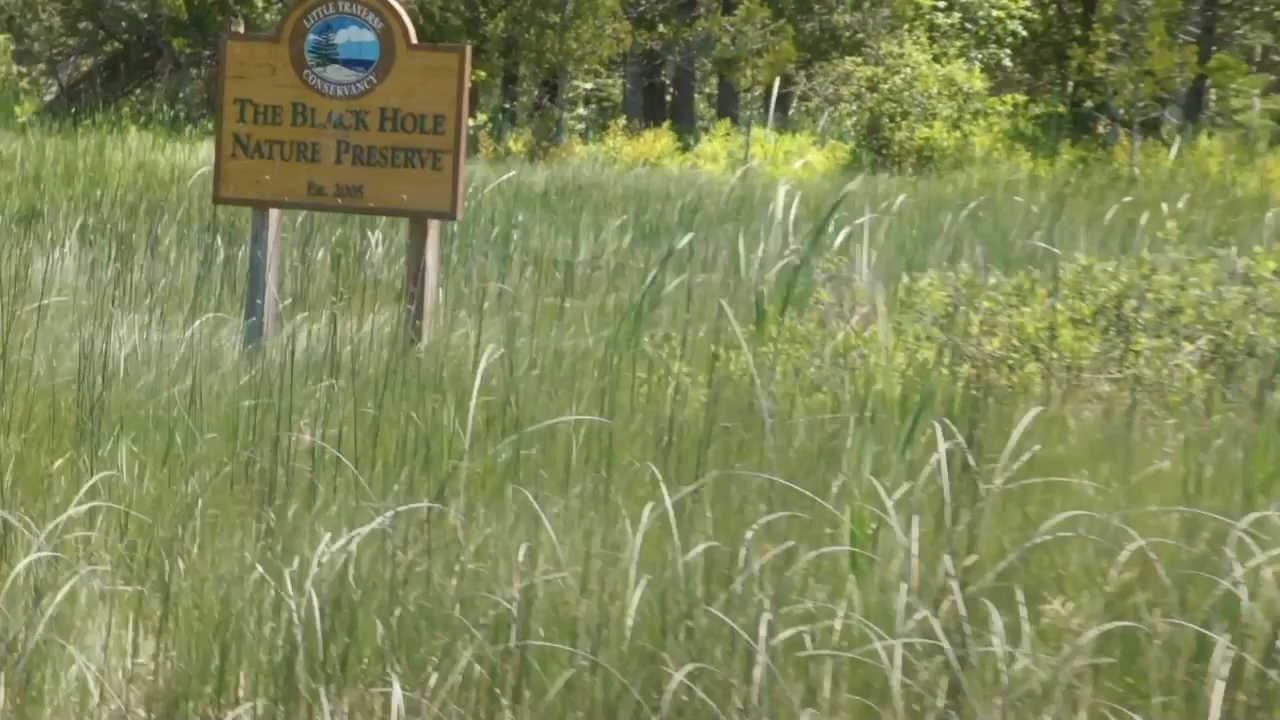 LITTLE TRAVERSE
CONSERVANCY
THE BLACK HOLE
NATURE PRESERVE
Est. 2005